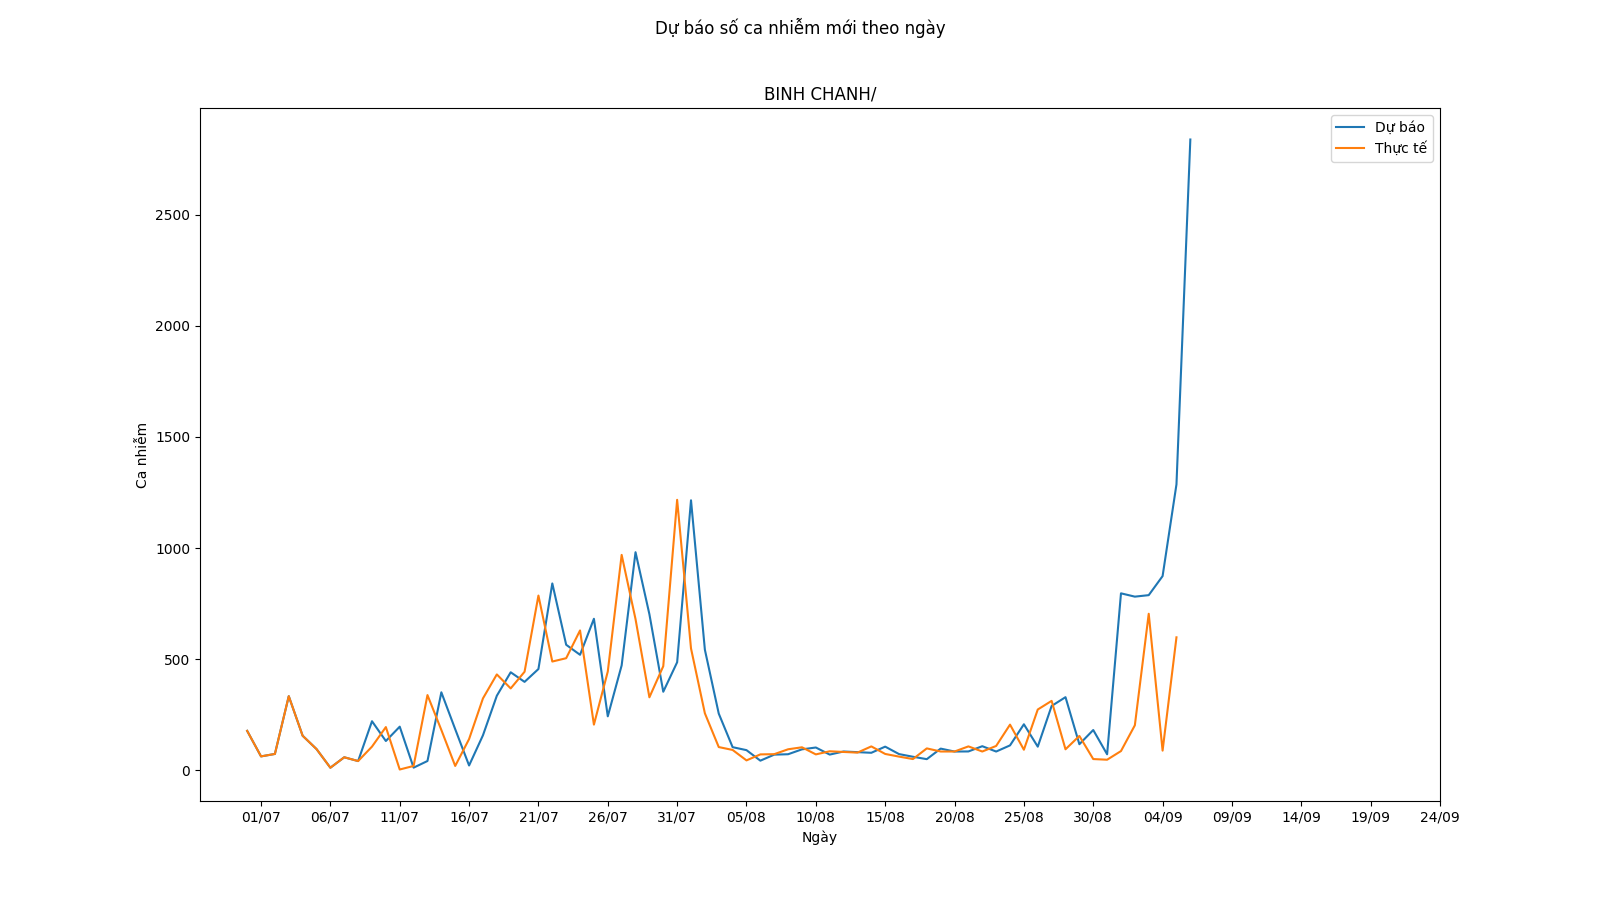 Dự báo số ca nhiễm mới theo ngày
BINH CHANH/
Dự báo
Thực tế
2500
2000
1500
1000
500
0
Ca nhiễm
01/07 06/07 11/07 16/07 21/07 26/07 31/07 05/08 10/08 15/08 20/08 25/08 30/08 04/09 09/09 14/09 19/09 24/09
Ngày